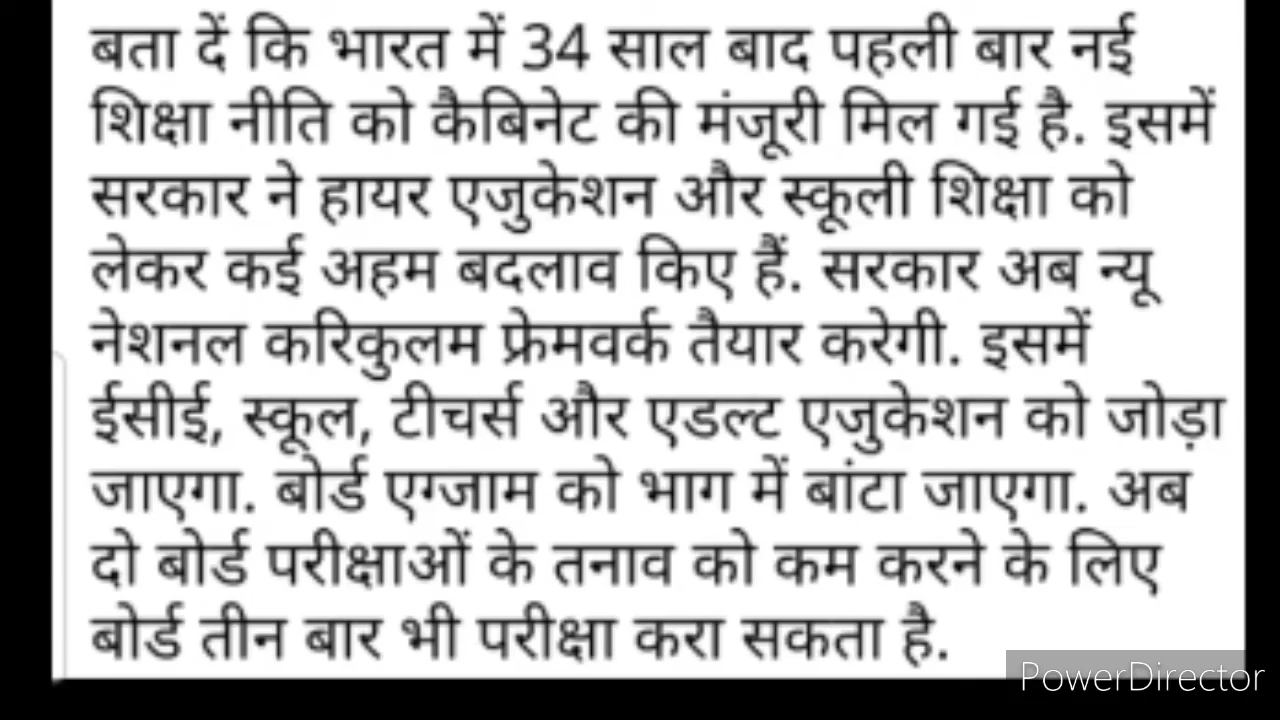 बता दें कि भारत में 34 साल बाद पहली बार नई
शिक्षा नीति को कैबिनेट की मंजूरी मिल गई है. इसमें
सरकार ने हायर एजुकेशन और स्कूली शिक्षा को
लेकर कई अहम बदलाव किए हैं. सरकार अब न्यू
नेशनल करिकुलम फ्रेमवर्क तैयार करेगी. इसमें
ईसीई, स्कूल, टीचर्स और एडल्ट एजुकेशन को जोड़ा
जाएगा. बोर्ड एग्जाम को भाग में बांटा जाएगा. अब
दो बोर्ड परीक्षाओं के तनाव को कम करने के लिए
बोर्ड तीन बार भी परीक्षा करा सकता है.
PowerDirector